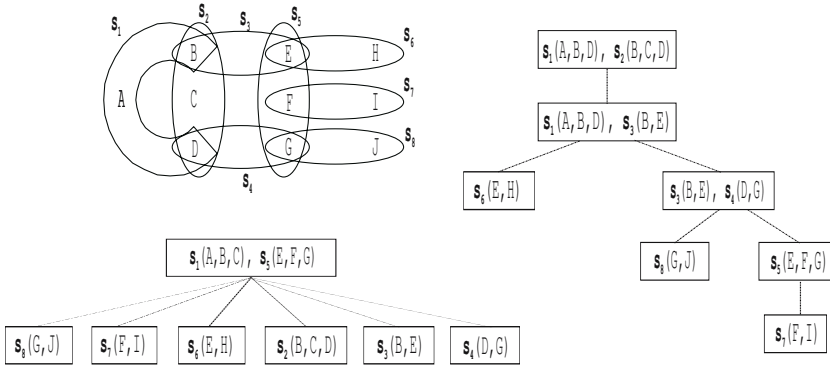 s1
s2
s3
s5
B
E
H
s6
A
C
F
I
s7
D
G
J
s8
s4
s1(A,B,D), s2(B,C,D)
s1(A,B,D), s3(B,E)
s6(E,H)
s3(B,E), s4(D,G)
s8(G,J)
s5(E,F,G)
s7(F,I)
s1(A,B,C), s5(E,F,G)
s8(G,J)
s7(F,I)
s6(E,H)
s2(B,C,D)
s3(B,E)
s4(D,G)